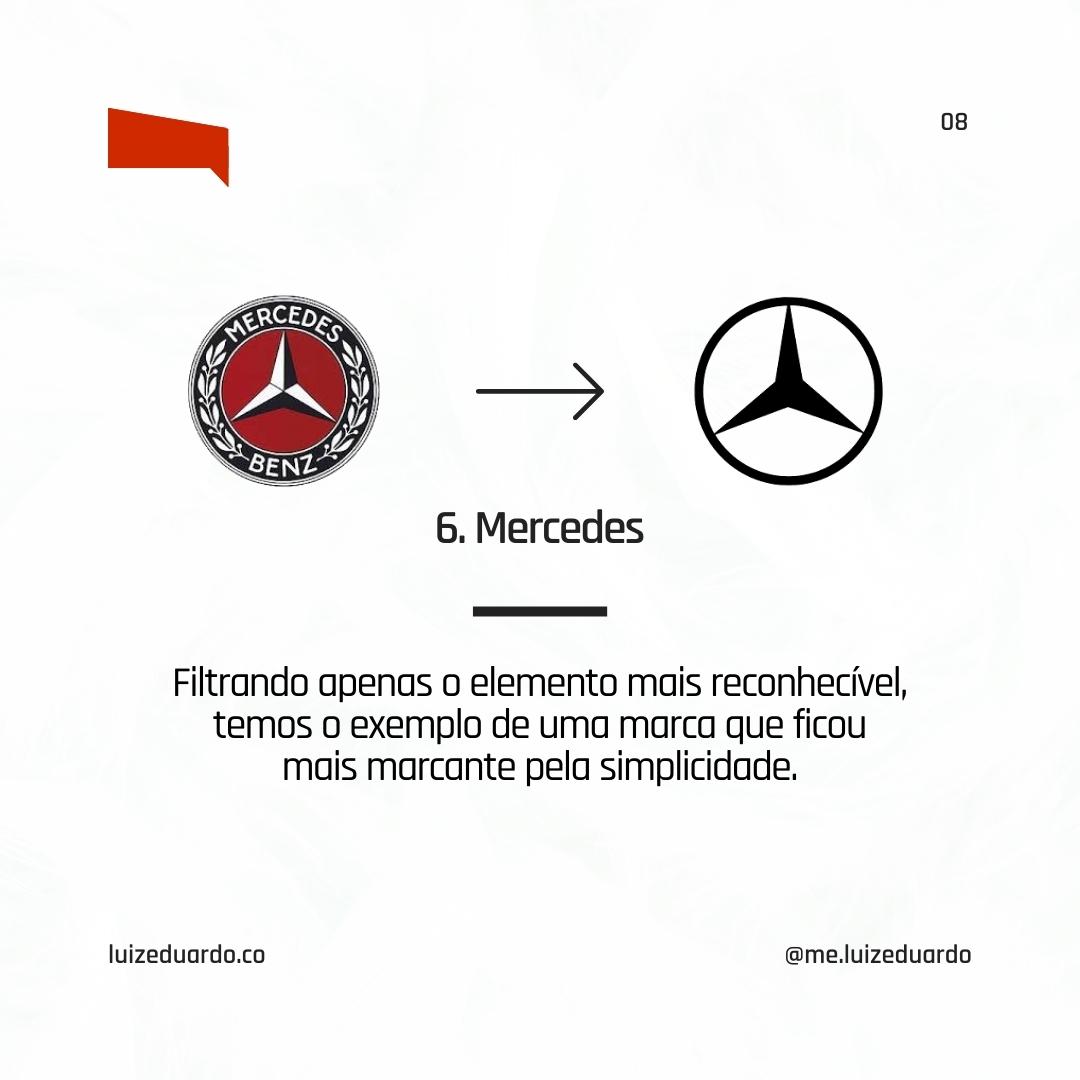 08
MERCEDES
BENZ
6. Mercedes
Filtrando apenas o elemento mais reconhecível,
temos o exemplo de uma marca que ficou
mais marcante pela simplicidade.
luizeduardo.co
@me.luizeduardo